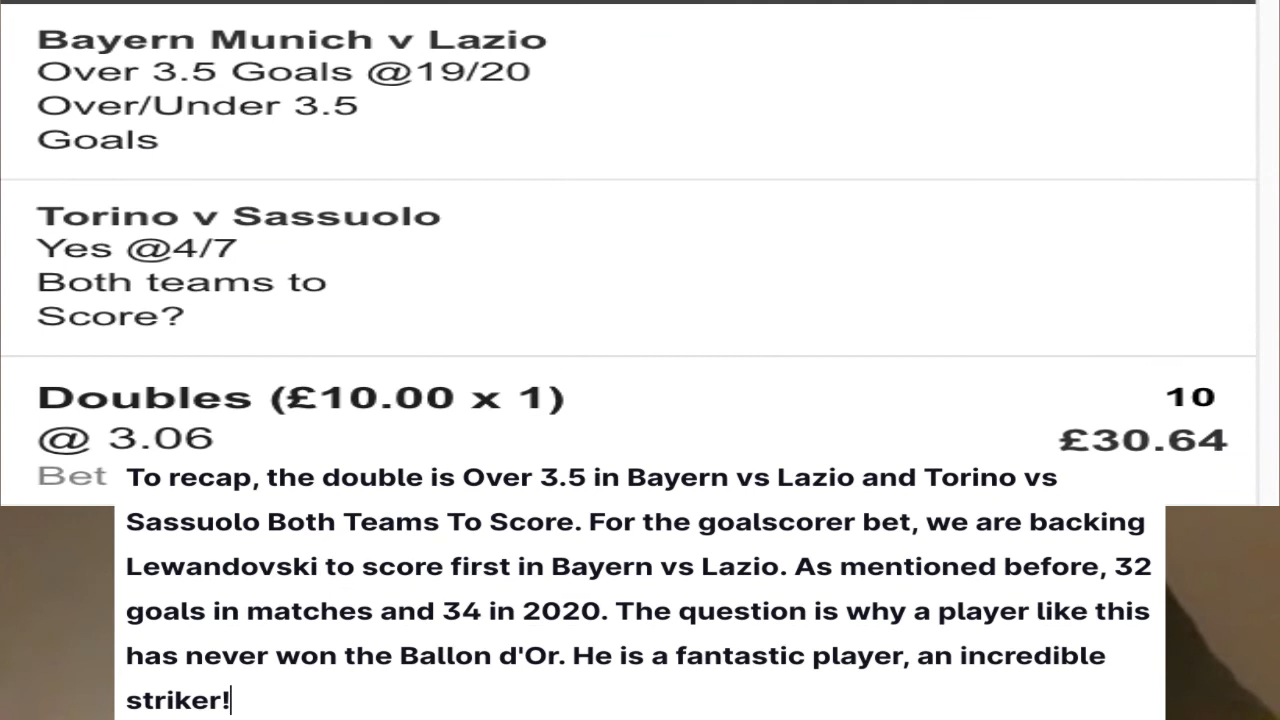 Bayern Munich v Lazio
Over 3.5 Goals @19/20
Over/Under 3.5
Goals
Torino v Sassuolo
Yes @4/7
Both teams to
Score?
Doubles (£10.00 x 1) 10
@ 3.06 £30.64
Bet
To recap, the double is Over 3.5 in Bayern vs Lazio and Torino vs
Sassuolo Both Teams To Score. For the goalscorer bet, we are backing
Lewandovski to score first in Bayern vs Lazio. As mentioned before, 32
goals in matches and 34 in 2020. The question is why a player like this
has never won the Ballon d'Or. He is a fantastic player, an incredible
striker!